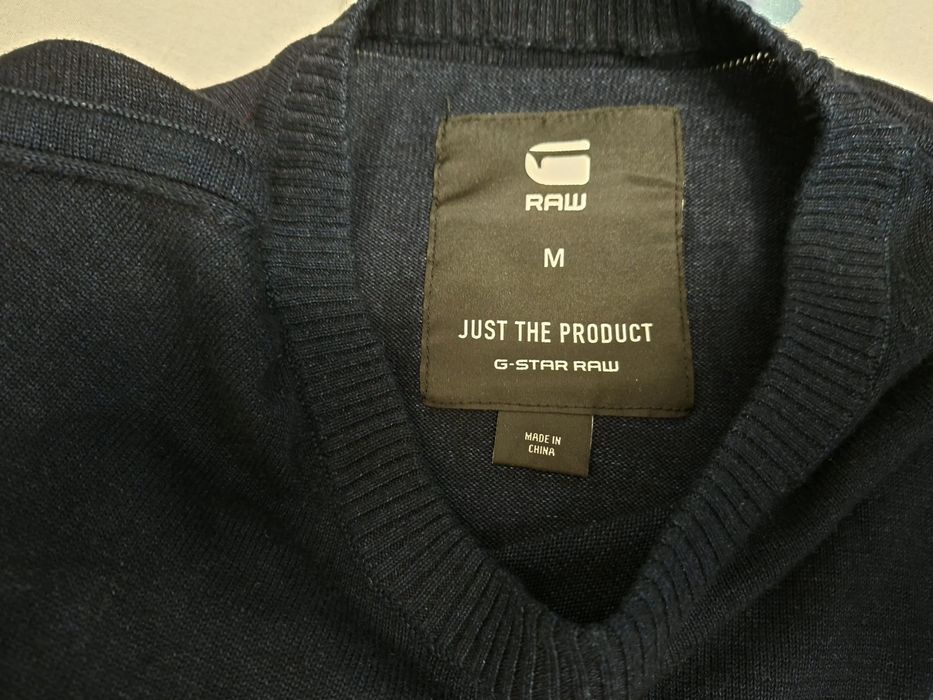 RAW
M
JUST THE PRODUCT
G-STAR RAW
MADE IN
CHINA